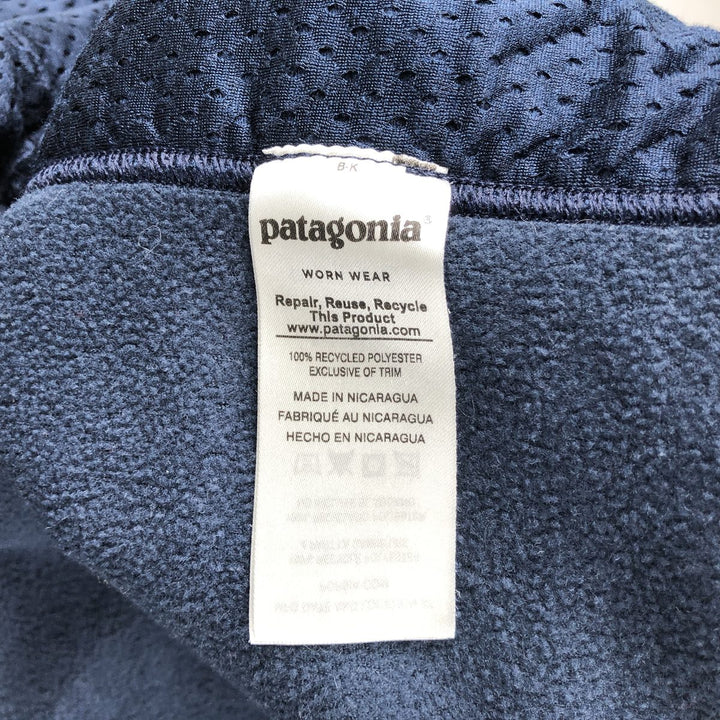 B-K
patagonia®
WORN WEAR
Repair, Reuse, Recycle
This Product
www.patagonia.com
100% RECYCLED POLYESTER
EXCLUSIVE OF TRIM
MADE IN NICARAGUA
FABRIQUÉ AU NICARAGUA
HECHO EN NICARAGUA